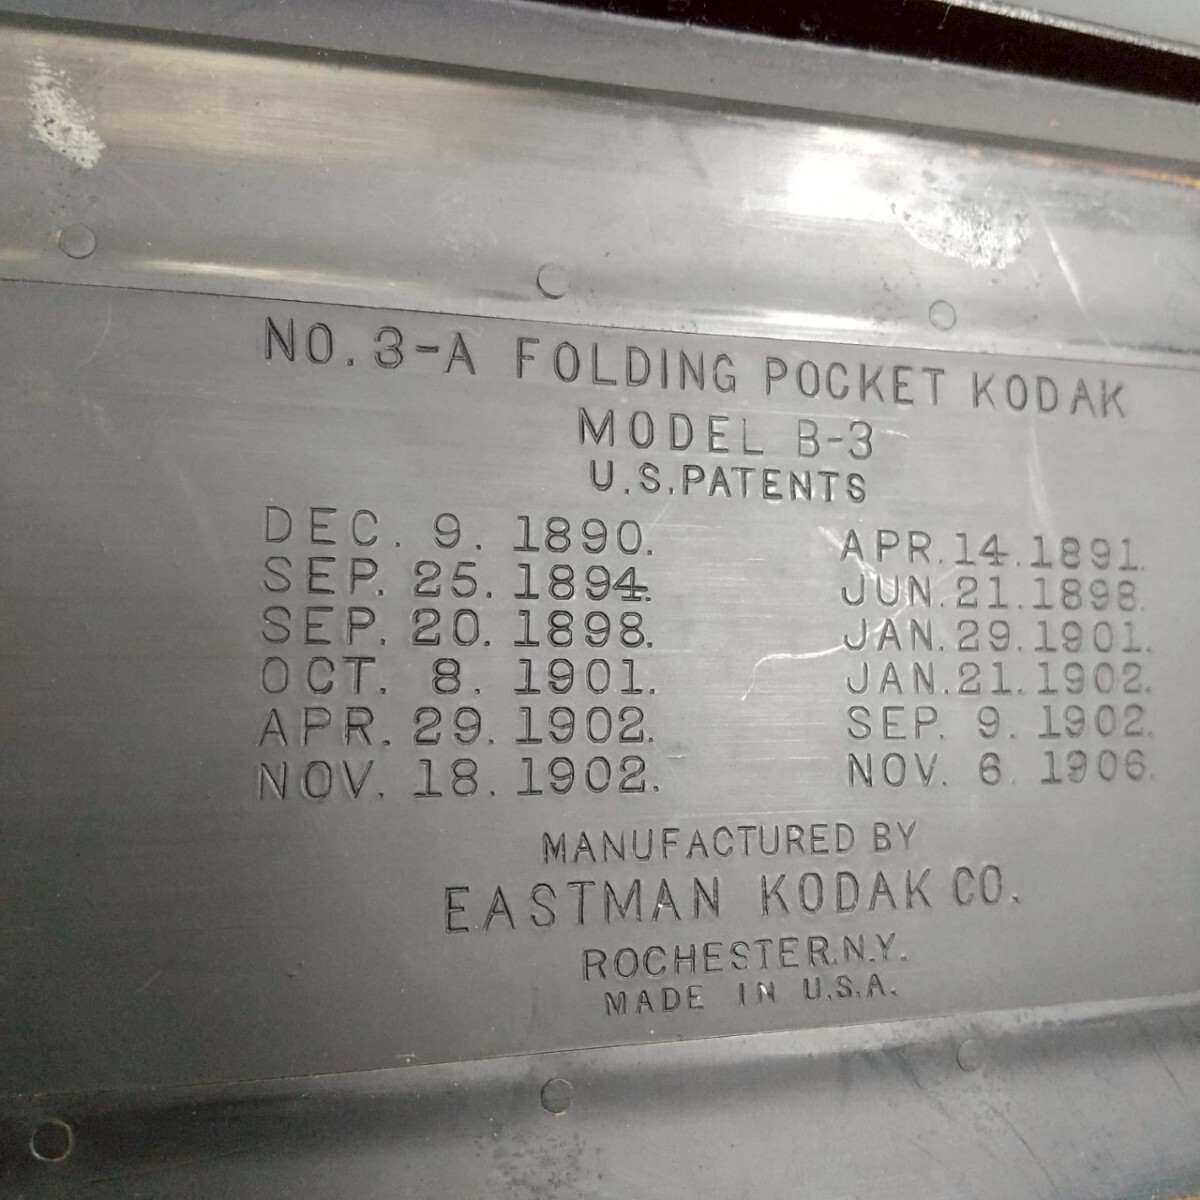 NO. 3-A FOLDING POCKET KODAK
MODEL B-3
U.S. PATENTS
DEC. 9. 1890. APR. 14. 1891.
SEP. 25. 1894. JUN. 21. 1898.
SEP. 20. 1898. JAN. 29. 1901.
OCT. 8. 1901. JAN. 21. 1902.
APR. 29. 1902. SEP. 9. 1902.
NOV. 18. 1902. NOV. 6. 1906.
MANUFACTURED BY
EASTMAN KODAK CO.
ROCHESTER.N.Y.
MADE IN U.S.A.